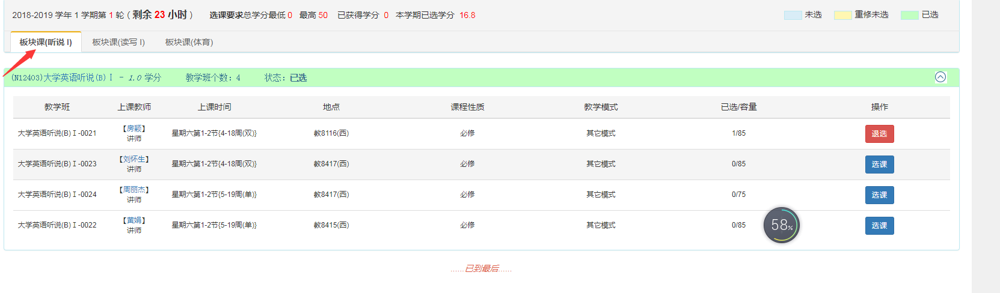 2018-2019 学年 1 学期第 1 轮 ( 剩余 23 小时 ) 选课要求总学分最低 0 最高 50 已获得学分 0 本学期已选学分 16.8 未选 重修未选 已选
板块课(听说 I) 板块课(读写 I) 板块课(体育)
(N12403)大学英语听说(B)Ⅰ - 1.0 学分 教学班个数：4 状态：已选
教学班 上课教师 上课时间 地点 课程性质 教学模式 已选/容量 操作
大学英语听说(B)Ⅰ-0021 【房颖】 讲师 星期六第1-2节{4-18周(双)} 教8116(西) 必修 其它模式 1/85 退选
大学英语听说(B)Ⅰ-0023 【刘怀生】 讲师 星期六第1-2节{4-18周(双)} 教8417(西) 必修 其它模式 0/85 选课
大学英语听说(B)Ⅰ-0024 【周丽杰】 讲师 星期六第1-2节{5-19周(单)} 教8417(西) 必修 其它模式 0/75 选课
大学英语听说(B)Ⅰ-0022 【黄娟】 讲师 星期六第1-2节{5-19周(单)} 教8415(西) 必修 其它模式 0/85 选课
58%
......已到最后......